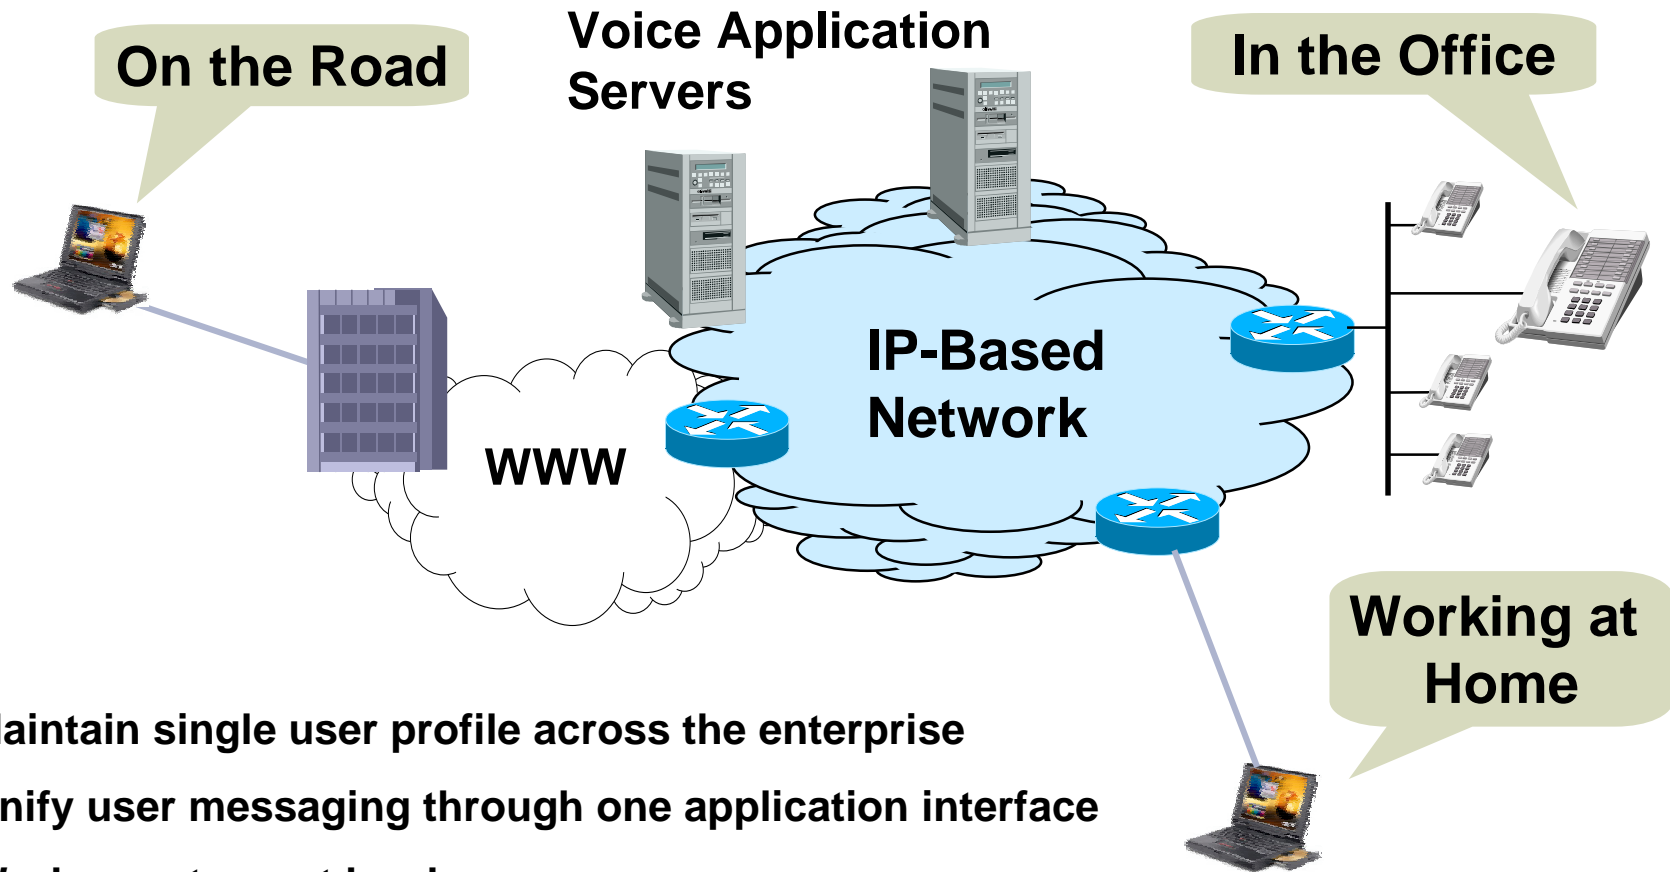 On the Road
Voice Application
Servers
In the Office
IP-Based
Network
WWW
Working at
Home
aintain single user profile across the enterprise
nify user messaging through one application interface